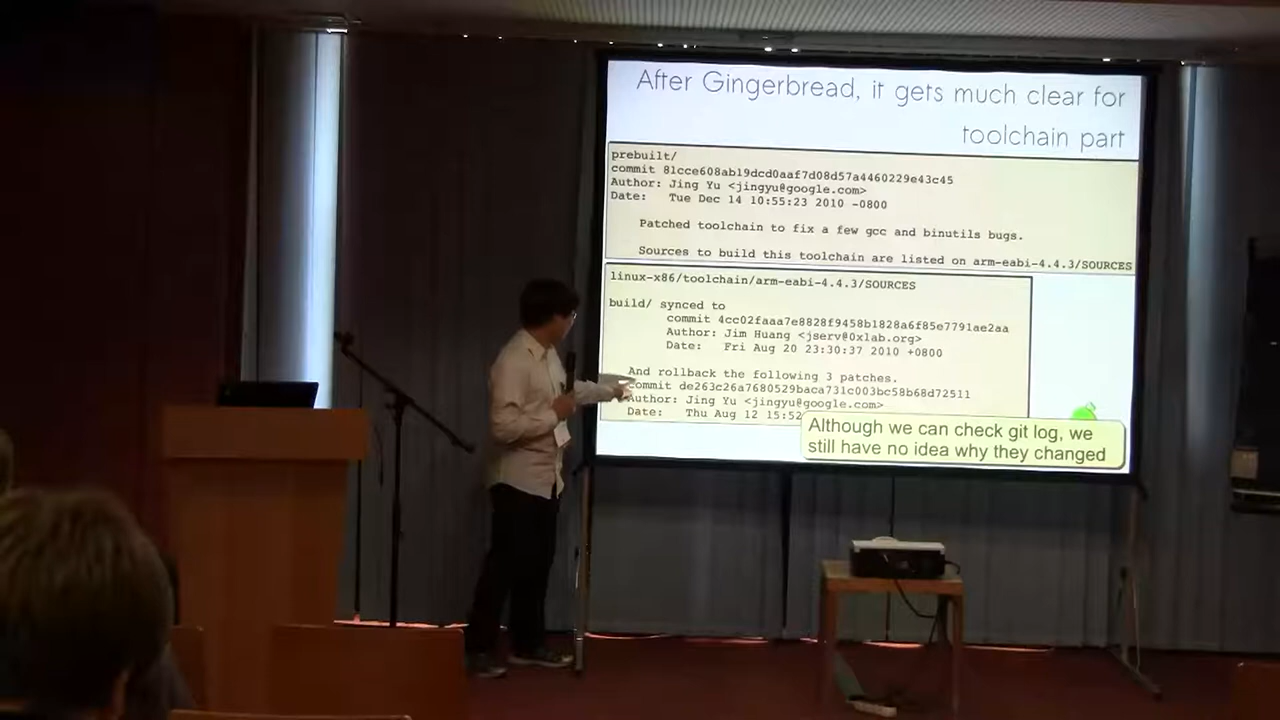 After Gingerbread, it gets much clear for
toolchain part
prebuilt/
commit 81cce608ab19dcd0aaf7d08d57a4460229e43c45
Author: Jing Yu <jingyu@google.com>
Date: Tue Dec 14 10:55:23 2010 -0800
Patched toolchain to fix a few gcc and binutils bugs.
Sources to build this toolchain are listed on arm-eabi-4.4.3/SOURCES
linux-x86/toolchain/arm-eabi-4.4.3/SOURCES
build/ synced to
commit 4cc02faaa7e8828f9458b1828a6f85e7791ae2aa
Author: Jim Huang <jserv@0xlab.org>
Date: Fri Aug 20 23:30:37 2010 +0800
And rollback the following 3 patches.
commit de263c26a7680529baca731c003bc58b68d72511
Author: Jing Yu <jingyu@google.com>
Date: Thu Aug 12 15:52
Although we can check git log, we
still have no idea why they changed